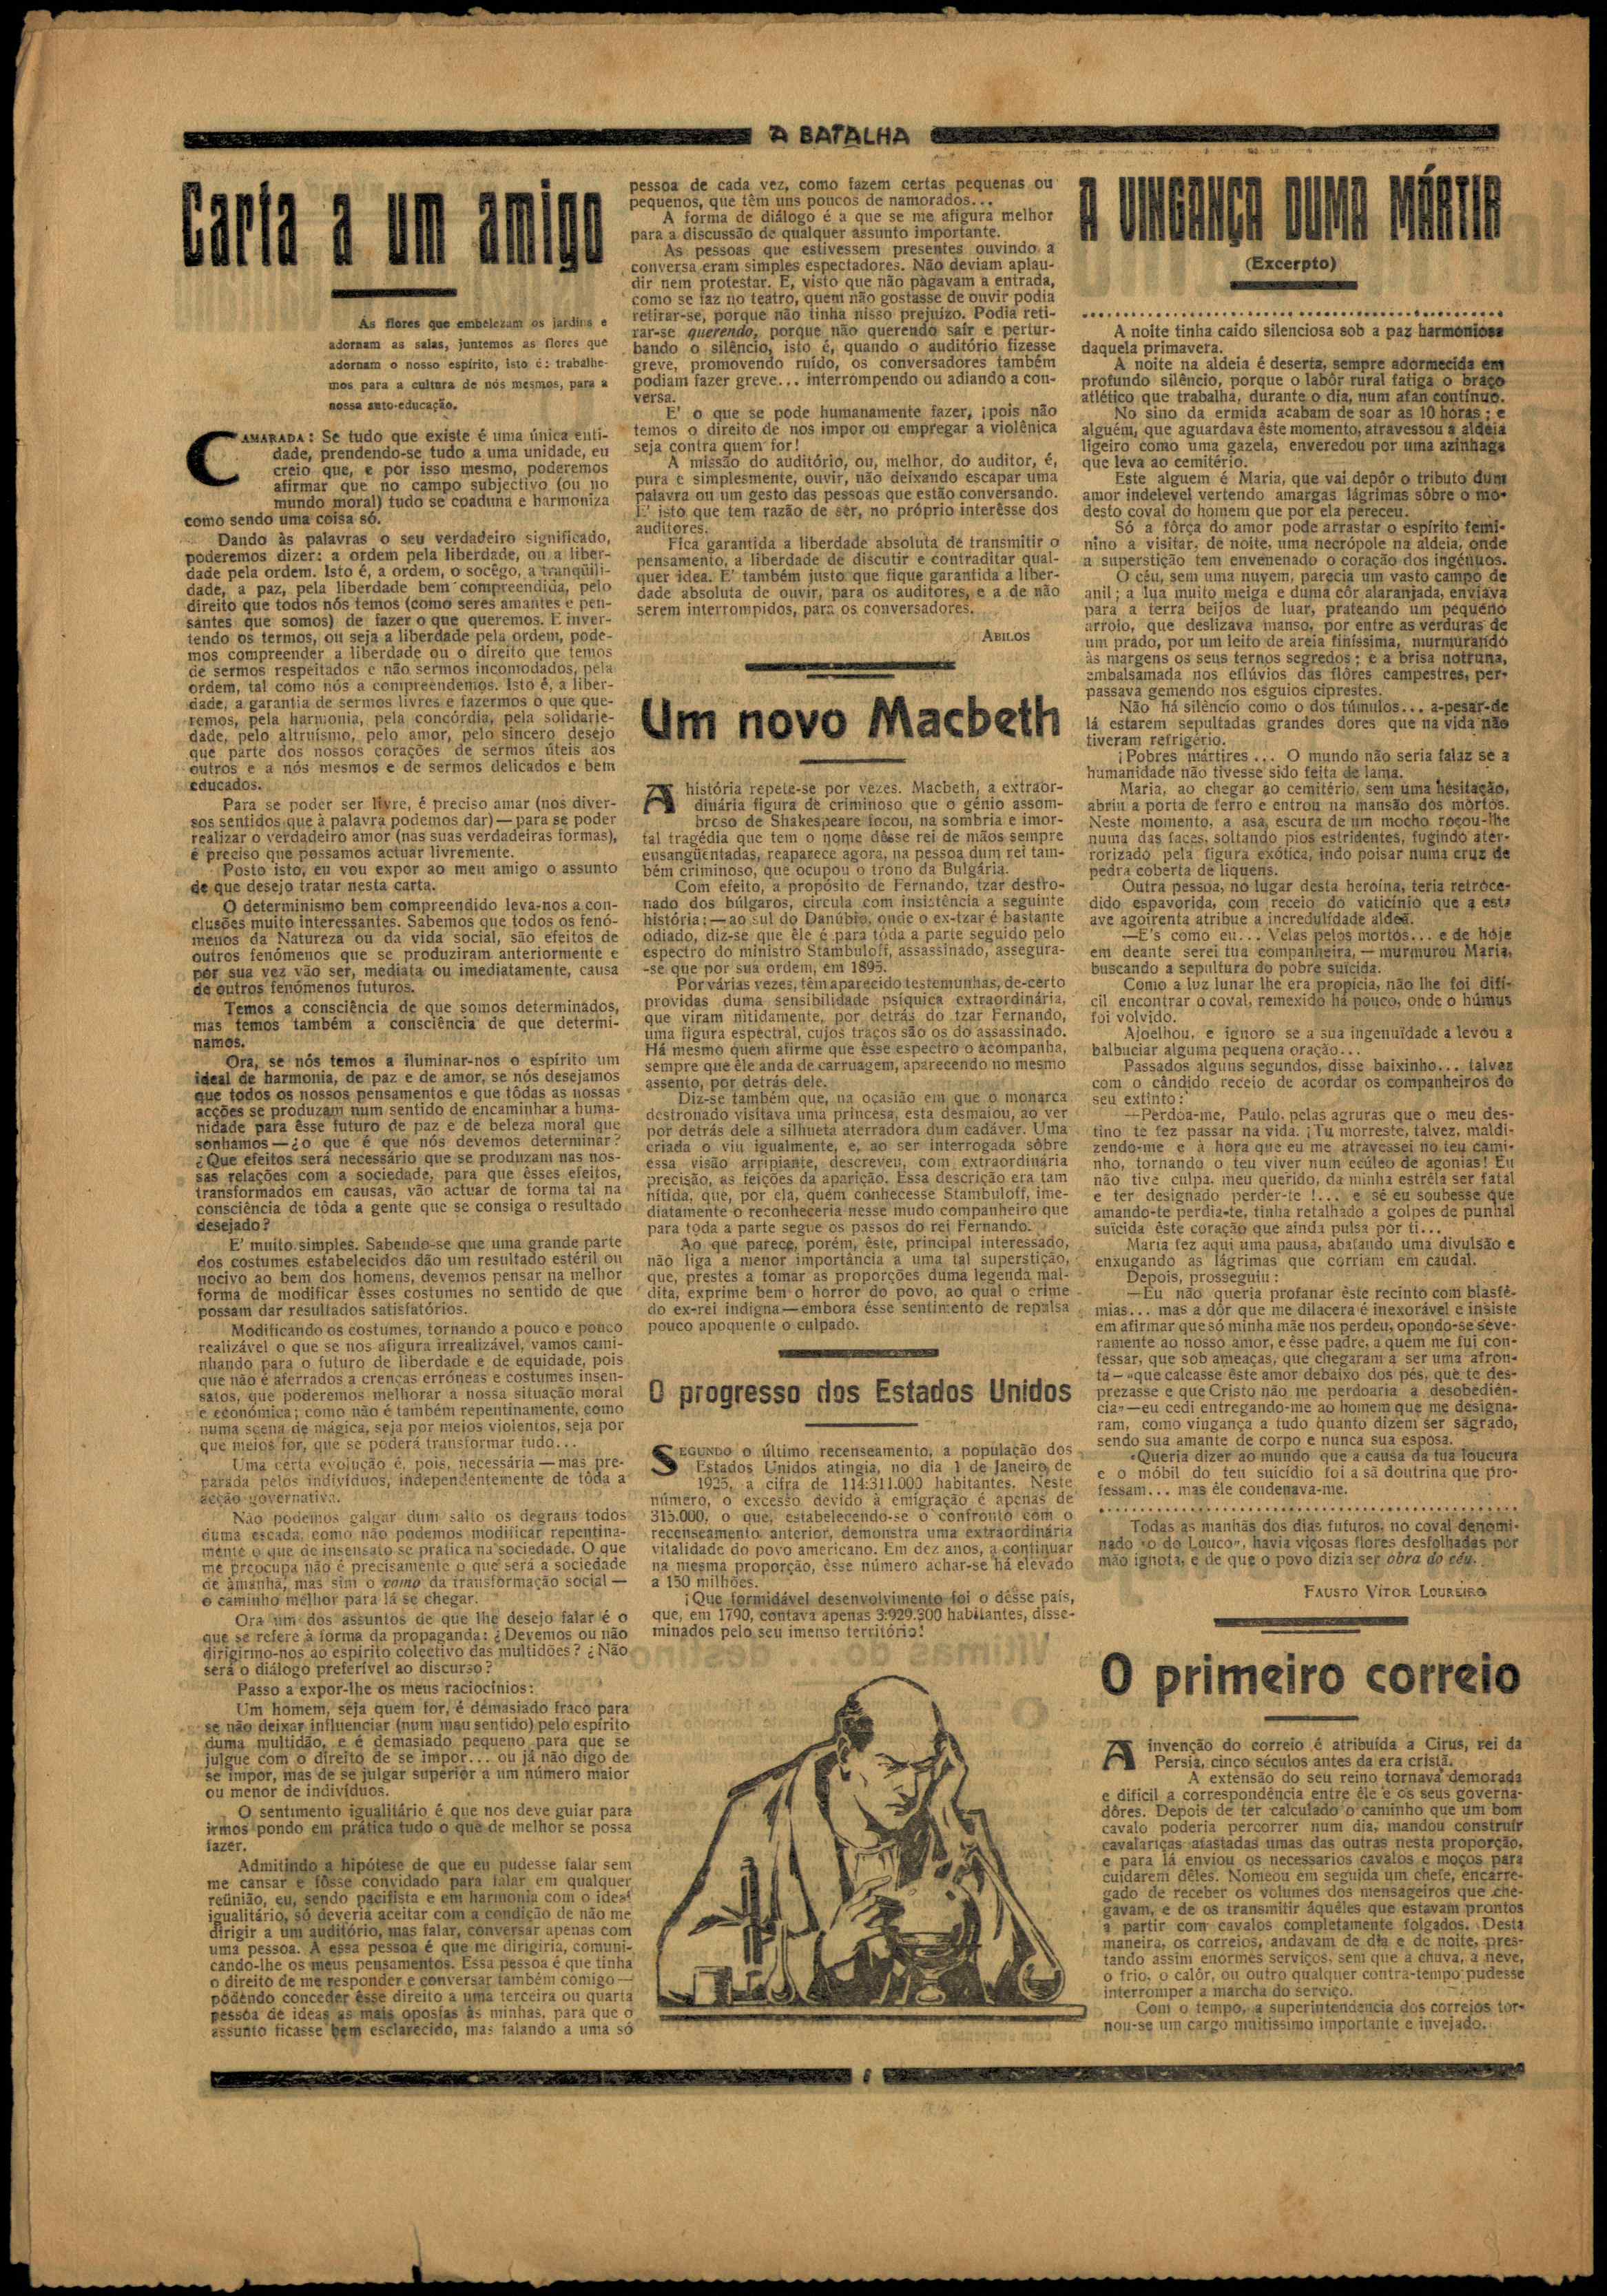 A BATALHA
Carta a um amigo
As flores que embelezam os jardins e
adornam as salas, juntemos as flores que
adornam o nosso espírito, isto é: trabalhe-
mos para a cultura de nós mesmos, para a
nossa auto-educação.
CAMARADA: Se tudo que existe é uma única enti-
dade, prendendo-se tudo a uma unidade, eu
creio que, e por isso mesmo, poderemos
afirmar que no campo subjectivo (ou no
mundo moral) tudo se coaduna e harmoniza
como sendo uma coisa só.
Dando às palavras o seu verdadeiro significado,
poderemos dizer: a ordem pela liberdade, ou a liber-
dade pela ordem. Isto é, a ordem, o socêgo, a tranqüili-
dade, a paz, pela liberdade bem compreendida, pelo
direito que todos nós temos (como seres amantes e pen-
santes que somos) de fazer o que queremos. E inver-
tendo os termos, ou seja a liberdade pela ordem, pode-
mos compreender a liberdade ou o direito que temos
de sermos respeitados e não sermos incomodados, pela
ordem, tal como nós a compreendemos. Isto é, a liber-
dade, a garantia de sermos livres e fazermos o que que-
remos, pela harmonia, pela concórdia, pela solidarie-
dade, pelo altruísmo, pelo amor, pelo sincero desejo
que parte dos nossos corações de sermos úteis aos
outros e a nós mesmos e de sermos delicados e bem
educados.
Para se poder ser livre, é preciso amar (nos diver-
sos sentidos que à palavra podemos dar)—para se poder
realizar o verdadeiro amor (nas suas verdadeiras formas),
é preciso que possamos actuar livremente.
Posto isto, eu vou expor ao meu amigo o assunto
de que desejo tratar nesta carta.
O determinismo bem compreendido leva-nos a con-
clusões muito interessantes. Sabemos que todos os fenó-
menos da Natureza ou da vida social, são efeitos de
outros fenómenos que se produziram anteriormente e
por sua vez vão ser, mediata ou imediatamente, causa
de outros fenómenos futuros.
Temos a consciência de que somos determinados,
mas temos também a consciência de que determi-
namos.
Ora, se nós temos a iluminar-nos o espírito um
ideal de harmonia, de paz e de amor, se nós desejamos
que todos os nossos pensamentos e que tôdas as nossas
acções se produzam num sentido de encaminhar a huma-
nidade para êsse futuro de paz e de beleza moral que
sonhamos—¿o que é que nós devemos determinar?
¿Que efeitos será necessário que se produzam nas nos-
sas relações com a sociedade, para que êsses efeitos,
transformados em causas, vão actuar de forma tal na
consciência de tôda a gente que se consiga o resultado
desejado?
E' muito simples. Sabendo-se que uma grande parte
dos costumes estabelecidos dão um resultado estéril ou
nocivo ao bem dos homens, devemos pensar na melhor
forma de modificar êsses costumes no sentido de que
possam dar resultados satisfatórios.
Modificando os costumes, tornando a pouco e pouco
realizável o que se nos afigura irrealizável, vamos cami-
nhando para o futuro de liberdade e de equidade, pois
que não é aferrados a crenças erróneas e costumes insen-
satos, que poderemos melhorar a nossa situação moral
e económica; como não é também repentinamente, como
numa scena de mágica, seja por meios violentos, seja por
que meios for, que se poderá transformar tudo...
Uma certa evolução é, pois, necessária—mas pre-
parada pelos indivíduos, independentemente de tôda a
acção governativa.
Não podemos galgar dum salto os degraus todos
duma escada, como não podemos modificar repentina-
mente o que de insensato se pratica na sociedade. O que
me preocupa não é precisamente o que será a sociedade
de âmanhã, mas sim o como da transformação social—
o caminho melhor para lá se chegar.
Ora um dos assuntos de que lhe desejo falar é o
que se refere à forma da propaganda: ¿Devemos ou não
dirigirmo-nos ao espírito colectivo das multidões? ¿Não
será o diálogo preferível ao discurso?
Passo a expor-lhe os meus raciocínios:
Um homem, seja quem for, é demasiado fraco para
se não deixar influenciar (num mau sentido) pelo espírito
duma multidão, e é demasiado pequeno para que se
julgue com o direito de se impor... ou já não digo de
se impor, mas de se julgar superior a um número maior
ou menor de indivíduos.
O sentimento igualitário é que nos deve guiar para
irmos pondo em prática tudo o que de melhor se possa
fazer.
Admitindo a hipótese de que eu pudesse falar sem
me cansar e fôsse convidado para falar em qualquer
reünião, eu, sendo pacifista e em harmonia com o ideal
igualitário, só deveria aceitar com a condição de não me
dirigir a um auditório, mas falar, conversar apenas com
uma pessoa. A essa pessoa é que me dirigiria, comuni-
cando-lhe os meus pensamentos. Essa pessoa é que tinha
o direito de me responder e conversar também comigo—
podendo conceder êsse direito a uma terceira ou quarta
pessoa de ideas as mais opostas às minhas, para que o
assunto ficasse bem esclarecido, mas falando a uma só
pessoa de cada vez, como fazem certas pequenas ou
pequenos, que têm uns poucos de namorados...
A forma de diálogo é a que se me afigura melhor
para a discussão de qualquer assunto importante.
As pessoas que estivessem presentes ouvindo a
conversa eram simples espectadores. Não deviam aplau-
dir nem protestar. E, visto que não pagavam a entrada,
como se faz no teatro, quem não gostasse de ouvir podia
retirar-se, porque não tinha nisso prejuízo. Podia reti-
rar-se querendo, porque não querendo saír e pertur-
bando o silêncio, isto é, quando o auditório fizesse
greve, promovendo ruído, os conversadores também
podiam fazer greve... interrompendo ou adiando a con-
versa.
E' o que se pode humanamente fazer, ¡pois não
temos o direito de nos impor ou empregar a violênica
seja contra quem for!
A missão do auditório, ou, melhor, do auditor, é,
pura e simplesmente, ouvir, não deixando escapar uma
palavra ou um gesto das pessoas que estão conversando.
E' isto que tem razão de ser, no próprio interêsse dos
auditores.
Fica garantida a liberdade absoluta de transmitir o
pensamento, a liberdade de discutir e contraditar qual-
quer idea. E' também justo que fique garantida a liber-
dade absoluta de ouvir, para os auditores, e a de não
serem interrompidos, para os conversadores.
ABILOS
Um novo Macbeth
A história repete-se por vezes. Macbeth, a extraor-
dinária figura de criminoso que o génio assom-
broso de Shakespeare focou, na sombria e imor-
tal tragédia que tem o nome dêsse rei de mãos sempre
ensangüentadas, reaparece agora, na pessoa dum rei tam-
bém criminoso, que ocupou o trono da Bulgária.
Com efeito, a propósito de Fernando, tzar destro-
nado dos búlgaros, circula com insistência a seguinte
história:—ao sul do Danúbio, onde o ex-tzar é bastante
odiado, diz-se que êle é para tôda a parte seguido pelo
espectro do ministro Stambuloff, assassinado, assegura-
-se que por sua ordem, em 1895.
Por várias vezes, têm aparecido testemunhas, de-certo
providas duma sensibilidade psíquica extraordinária,
que viram nitidamente, por detrás do tzar Fernando,
uma figura espectral, cujos traços são os do assassinado.
Há mesmo quem afirme que êsse espectro o acompanha,
sempre que êle anda de carruagem, aparecendo no mesmo
assento, por detrás dele.
Diz-se também que, na ocasião em que o monarca
destronado visitava uma princesa, esta desmaiou, ao ver
por detrás dele a silhueta aterradora dum cadáver. Uma
criada o viu igualmente, e, ao ser interrogada sôbre
essa visão arripiante, descreveu, com extraordinária
precisão, as feições da aparição. Essa descrição era tam
nítida, que, por ela, quem conhecesse Stambuloff, ime-
diatamente o reconheceria nesse mudo companheiro que
para toda a parte segue os passos do rei Fernando.
Ao que parece, porém, êste, principal interessado,
não liga a menor importância a uma tal superstição,
que, prestes a tomar as proporções duma legenda mal-
dita, exprime bem o horror do povo, ao qual o crime
do ex-rei indigna—embora êsse sentimento de repulsa
pouco apoquente o culpado.
O progresso dos Estados Unidos
SEGUNDO o último recenseamento, a população dos
Estados Unidos atingia, no dia 1 de Janeiro, de
1925, a cifra de 114:311.000 habitantes. Neste
número, o excesso devido à emigração é apenas de
315.000, o que, estabelecendo-se o confronto com o
recenseamento anterior, demonstra uma extraordinária
vitalidade do povo americano. Em dez anos, a continuar
na mesma proporção, êsse número achar-se há elevado
a 150 milhões.
¡Que formidável desenvolvimento foi o dêsse país,
que, em 1790, contava apenas 3:929.300 habitantes, disse-
minados pelo seu imenso território!
A VINGANÇA DUMA MÁRTIR
(Excerpto)
A noite tinha caído silenciosa sob a paz harmoniosa
daquela primavera.
A noite na aldeia é deserta, sempre adormecida em
profundo silêncio, porque o labôr rural fatiga o braço
atlético que trabalha, durante o dia, num afan contínuo.
No sino da ermida acabam de soar as 10 horas; e
alguém, que aguardava êste momento, atravessou a aldeia
ligeiro como uma gazela, enveredou por uma azinhaga
que leva ao cemitério.
Este alguem é Maria, que vai depôr o tributo dum
amor indelevel vertendo amargas lágrimas sôbre o mo-
desto coval do homem que por ela pereceu.
Só a fôrça do amor pode arrastar o espírito femi-
nino a visitar, de noite, uma necrópole na aldeia, onde
a superstição tem envenenado o coração dos ingénuos.
O céu, sem uma nuvem, parecia um vasto campo de
anil; a lua muito meiga e duma côr alaranjada, enviava
para a terra beijos de luar, prateando um pequeno
arroio, que deslizava manso, por entre as verduras de
um prado, por um leito de areia finíssima, murmurando
às margens os seus ternos segredos; e a brisa notruna,
embalsamada nos eflúvios das flôres campestres, per-
passava gemendo nos esguios ciprestes.
Não há silêncio como o dos túmulos... a-pesar-de
lá estarem sepultadas grandes dores que na vida não
tiveram refrigério.
¡Pobres mártires... O mundo não seria falaz se a
humanidade não tivesse sido feita de lama.
Maria, ao chegar ao cemitério, sem uma hesitação,
abriu a porta de ferro e entrou na mansão dos mortos.
Neste momento, a asa, escura de um mocho roçou-lhe
numa das faces, soltando pios estridentes, fugindo ater-
rorizado pela figura exótica, indo poisar numa cruz de
pedra coberta de liquens.
Outra pessoa, no lugar desta heroína, teria retroce-
dido espavorida, com receio do vaticínio que a esta
ave agoirenta atribue a incredulidade aldeã.
—E's como eu... Velas pelos mortos... e de hóje
em deante serei tua companheira,—murmurou Maria,
buscando a sepultura do pobre suicida.
Como a luz lunar lhe era propícia, não lhe foi difí-
cil encontrar o coval, remexido há pouco, onde o húmus
foi volvido.
Ajoelhou, e ignoro se a sua ingenuïdade a levou a
balbuciar alguma pequena oração...
Passados alguns segundos, disse baixinho... talvez
com o cândido receio de acordar os companheiros do
seu extinto:
—Perdoa-me, Paulo, pelas agruras que o meu des-
tino te fez passar na vida. ¡Tu morreste, talvez, maldi-
zendo-me e à hora que eu me atravessei no teu cami-
nho, tornando o teu viver num ecúleo de agonias! Eu
não tive culpa, meu querido, da minha estrêla ser fatal
e ter designado perder-te!... e sé eu soubesse que
amando-te perdia-te, tinha retalhado a golpes de punhal
suicida êste coração que ainda pulsa por ti...
Maria fez aqui uma pausa, abafando uma divulsão e
enxugando as lágrimas que corriam em caudal.
Depois, prosseguiu:
—Eu não queria profanar êste recinto com blasfê-
mias... mas a dôr que me dilacera é inexorável e insiste
em afirmar que só minha mãe nos perdeu, opondo-se seve-
ramente ao nosso amor, e êsse padre, a quem me fui con-
fessar, que sob ameaças, que chegaram a ser uma afron-
ta—«que calcasse êste amor debaixo dos pés, que te des-
prezasse e que Cristo não me perdoaria a desobediên-
cia»—eu cedi entregando-me ao homem que me designa-
ram, como vingança a tudo quanto dizem ser sagrado,
sendo sua amante de corpo e nunca sua esposa.
«Queria dizer ao mundo que a causa da tua loucura
e o móbil do teu suicídio foi a sã doutrina que pro-
fessam... mas êle condenava-me.
Todas as manhãs dos dias futuros, no coval denomi-
nado «o do Louco», havia viçosas flores desfolhadas por
mão ignota, e de que o povo dizia ser obra do céu.
FAUSTO VÍTOR LOUREIRO
O primeiro correio
A invenção do correio é atribuída a Cirus, rei da
Persia, cinco séculos antes da era cristã.
A extensão do seu reino tornava demorada
e difícil a correspondência entre êle e os seus governa-
dôres. Depois de ter calculado o caminho que um bom
cavalo poderia percorrer num dia, mandou construír
cavalariças afastadas umas das outras nesta proporção,
e para lá enviou os necessarios cavalos e moços para
cuidarem dêles. Nomeou em seguida um chefe, encarre-
gado de receber os volumes dos mensageiros que che-
gavam, e de os transmitir áquêles que estavam prontos
a partir com cavalos completamente folgados. Desta
maneira, os correios, andavam de dia e de noite, pres-
tando assim enormes serviços, sem que a chuva, a neve,
o frio, o calôr, ou outro qualquer contra-tempo pudesse
interromper a marcha do serviço.
Com o tempo, a superintendencia dos correios tor-
nou-se um cargo muitissimo importante e invejado.